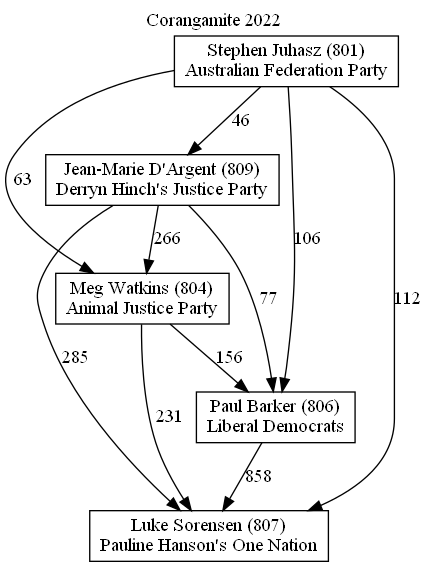 Corangamite 2022
Stephen Juhasz (801)
Australian Federation Party
46
Jean-Marie D'Argent (809)
Derryn Hinch's Justice Party
63
266
106
Meg Watkins (804)
Animal Justice Party
77
112
285
156
Paul Barker (806)
Liberal Democrats
231
858
Luke Sorensen (807)
Pauline Hanson's One Nation